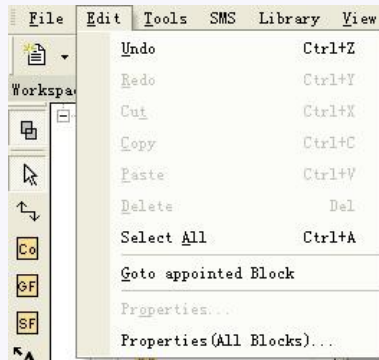 File Edit Tools SMS Library View
Undo Ctrl+Z
Redo Ctrl+Y
Workspa
Cut Ctrl+X
Copy Ctrl+C
Paste Ctrl+V
Delete Del
Select All Ctrl+A
Co
Goto appointed Block
GF
Properties...
SF
Properties(All Blocks)...